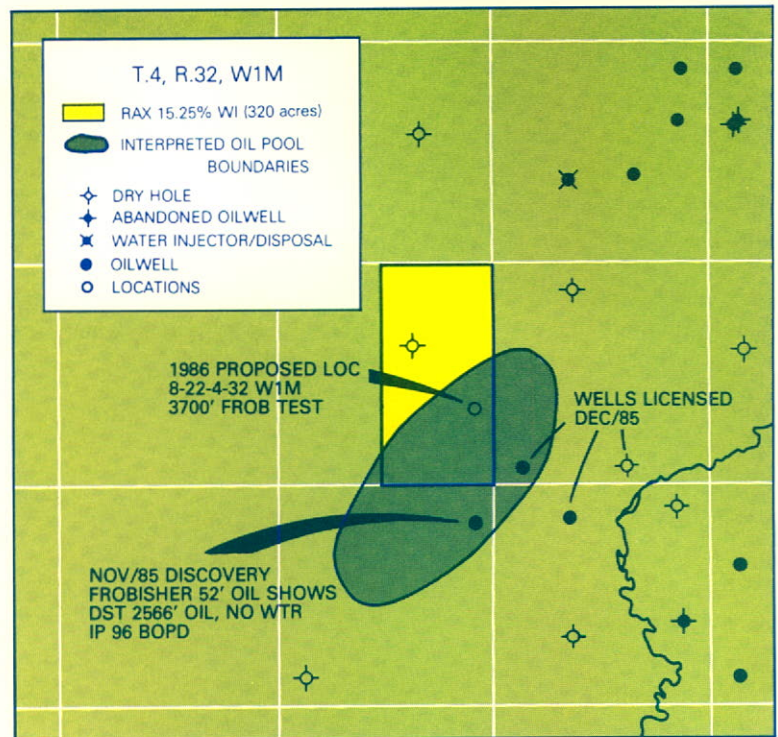 T.4, R.32, W1M
RAX 15.25% WI (320 acres)
INTERPRETED OIL POOL
BOUNDARIES
DRY HOLE
ABANDONED OILWELL
WATER INJECTOR/DISPOSAL
OILWELL
LOCATIONS
1986 PROPOSED LOC
8-22-4-32 W1M
3700' FROB TEST
WELLS LICENSED
DEC/85
NOV/85 DISCOVERY
FROBISHER 52' OIL SHOWS
DST 2566' OIL, NO WTR
IP 96 BOPD